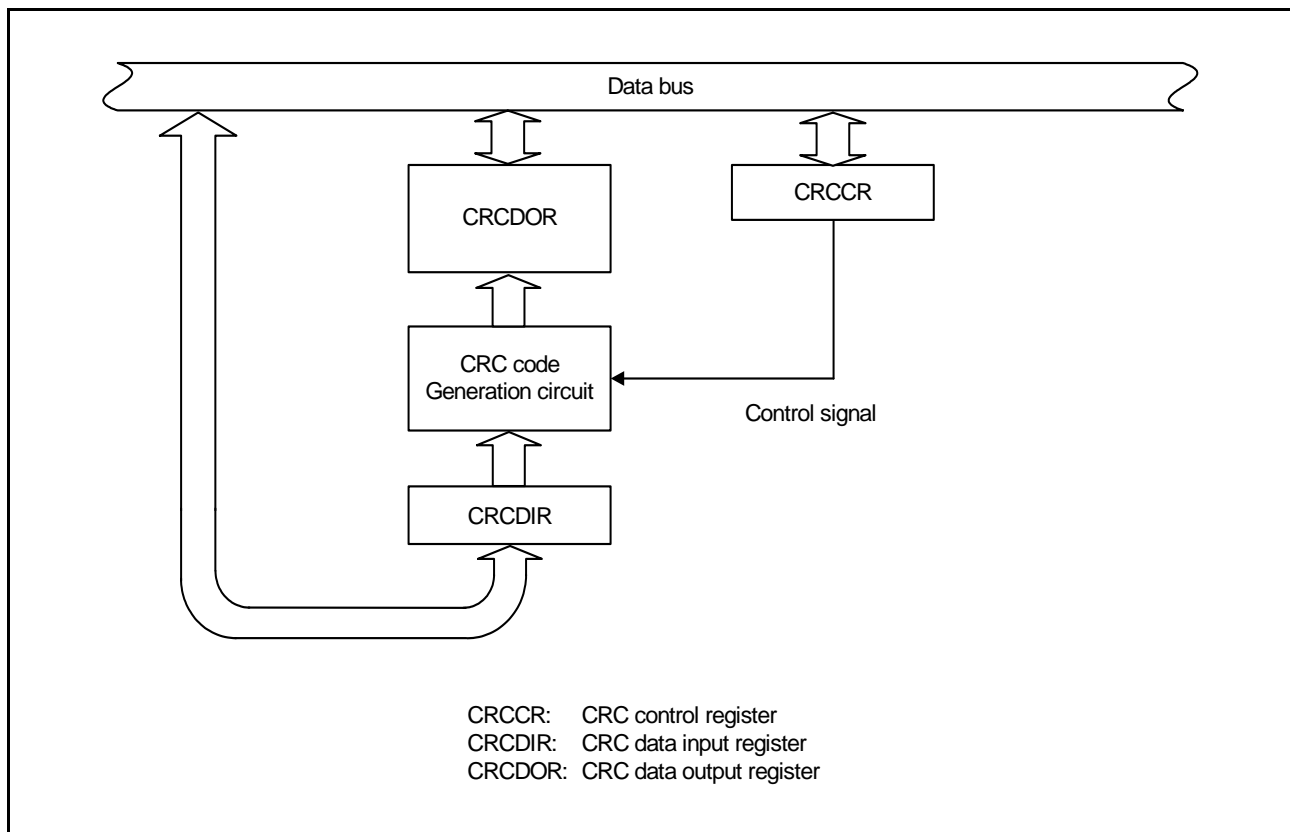 Data bus
CRCDOR
CRCCR
CRC code
Generation circuit
Control signal
CRCDIR
CRCCR: CRC control register
CRCDIR: CRC data input register
CRCDOR: CRC data output register